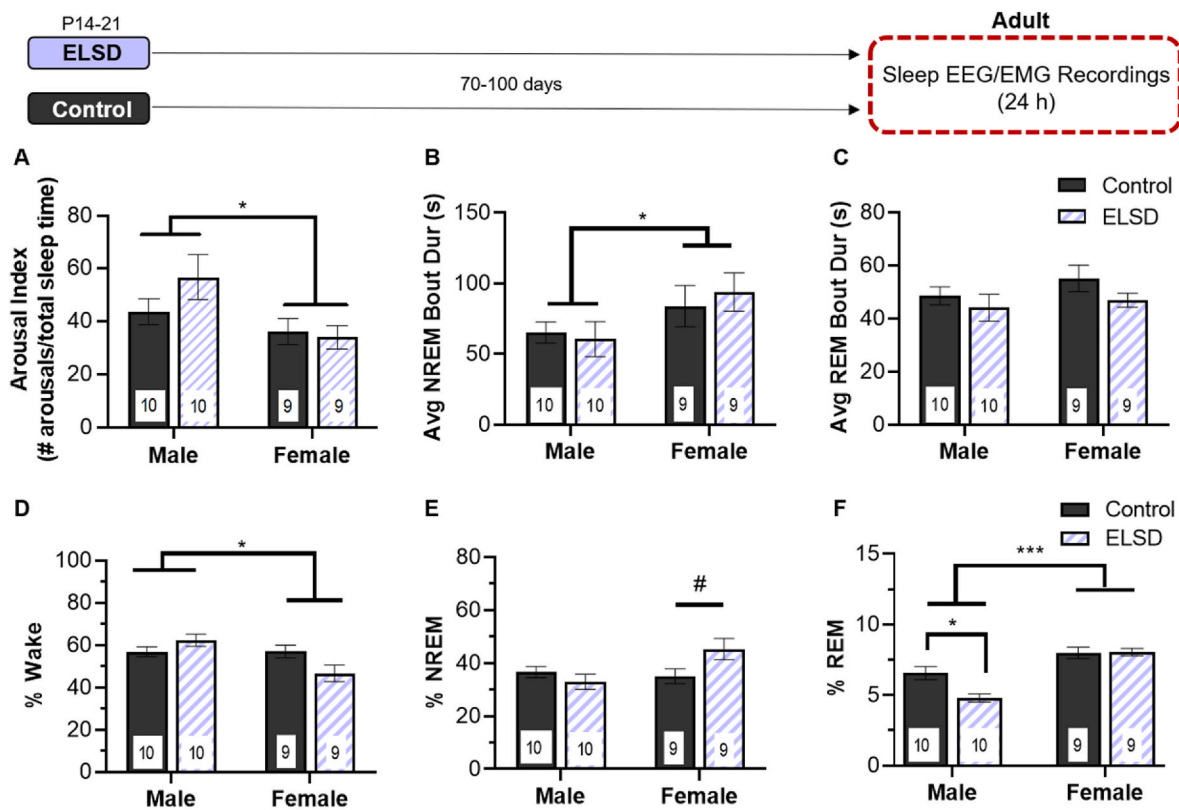 P14-21
ELSD
Control
70-100 days
Adult
Sleep EEG/EMG Recordings
(24 h)
A
Arousal Index
(# arousals/total sleep time)
80
60
40
20
0
*
10
10
9
9
Male
Female
B
Avg NREM Bout Dur (s)
150
100
50
0
*
10
10
9
9
Male
Female
C
Avg REM Bout Dur (s)
80
60
40
20
0
Control
ELSD
10
10
9
9
Male
Female
D
% Wake
100
80
60
40
20
0
*
10
10
9
9
Male
Female
E
% NREM
80
60
40
20
0
#
10
10
9
9
Male
Female
F
% REM
15
10
5
0
Control
ELSD
***
*
10
10
9
9
Male
Female